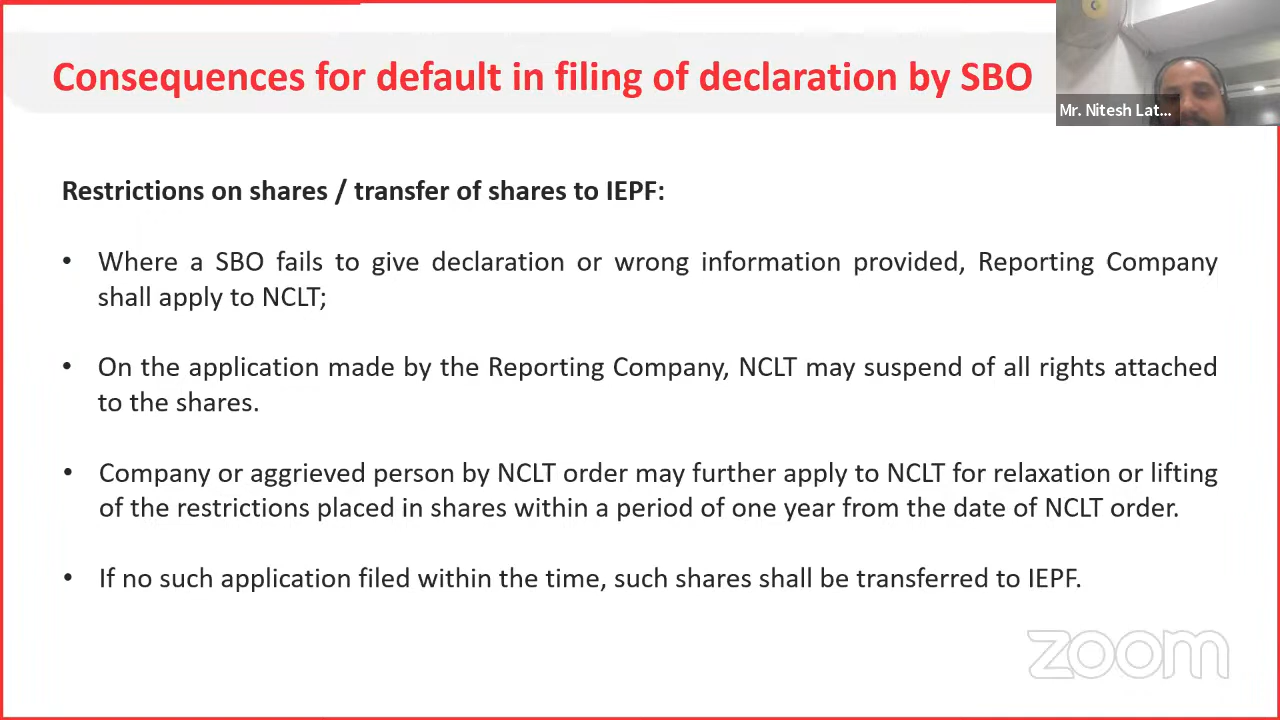 Consequences for default in filing of declaration by SBO
Mr. Nitesh Lat...
Restrictions on shares / transfer of shares to IEPF:
• Where a SBO fails to give declaration or wrong information provided, Reporting Company
shall apply to NCLT;
• On the application made by the Reporting Company, NCLT may suspend of all rights attached
to the shares.
• Company or aggrieved person by NCLT order may further apply to NCLT for relaxation or lifting
of the restrictions placed in shares within a period of one year from the date of NCLT order.
• If no such application filed within the time, such shares shall be transferred to IEPF.
zoom